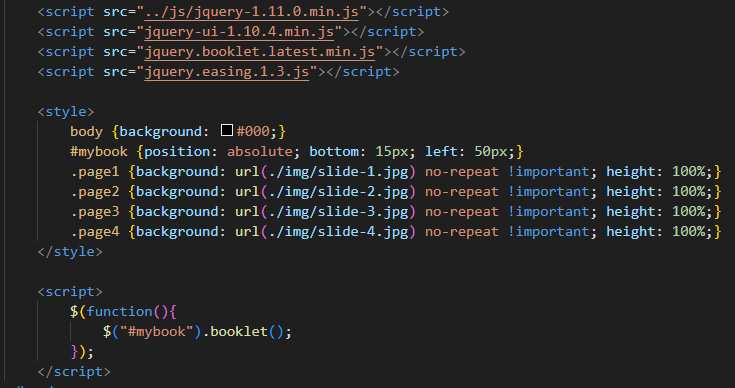 <script src="../js/jquery-1.11.0.min.js"></script>
<script src="jquery-ui-1.10.4.min.js"></script>
<script src="jquery.booklet.latest.min.js"></script>
<script src="jquery.easing.1.3.js"></script>
<style>
body {background: #000;}
#mybook {position: absolute; bottom: 15px; left: 50px;}
.page1 {background: url(./img/slide-1.jpg) no-repeat !important; height: 100%;}
.page2 {background: url(./img/slide-2.jpg) no-repeat !important; height: 100%;}
.page3 {background: url(./img/slide-3.jpg) no-repeat !important; height: 100%;}
.page4 {background: url(./img/slide-4.jpg) no-repeat !important; height: 100%;}
</style>
<script>
$(function(){
$("#mybook").booklet();
});
</script>